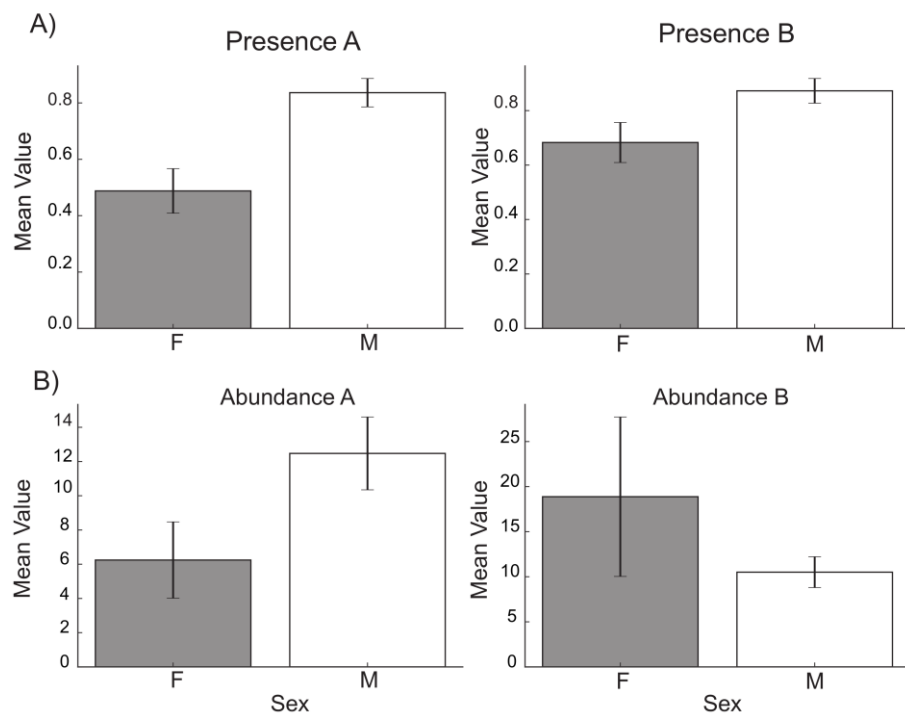 A)
Presence A
Mean Value
0.8
0.6
0.4
0.2
0.0
F
M
Presence B
Mean Value
0.8
0.6
0.4
0.2
0.0
F
M
B)
Abundance A
Mean Value
14
12
10
8
6
4
2
0
F
M
Sex
Abundance B
Mean Value
25
20
15
10
5
0
F
M
Sex